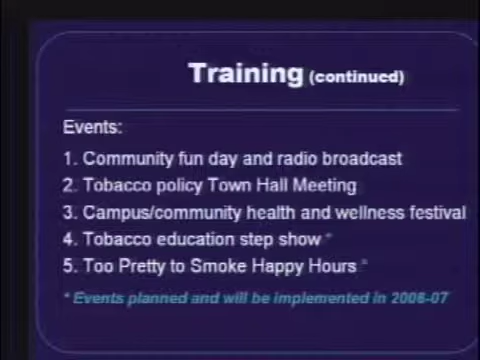 Training (continued)
Events:
1. Community fun day and radio broadcast
2. Tobacco policy Town Hall Meeting
3. Campus/community health and wellness festival
4. Tobacco education step show *
5. Too Pretty to Smoke Happy Hours *
* Events planned and will be implemented in 2006-07